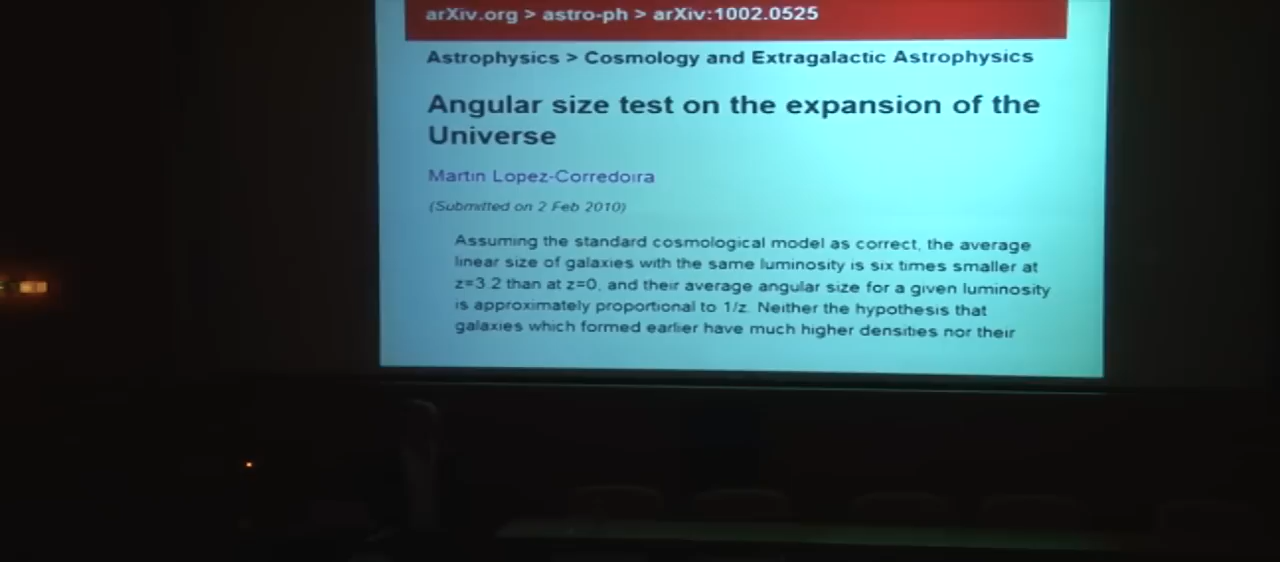 arXiv.org > astro-ph > arXiv:1002.0525
Astrophysics > Cosmology and Extragalactic Astrophysics
Angular size test on the expansion of the
Universe
Martin Lopez-Corredoira
(Submitted on 2 Feb 2010)
Assuming the standard cosmological model as correct, the average
linear size of galaxies with the same luminosity is six times smaller at
z=3.2 than at z=0, and their average angular size for a given luminosity
is approximately proportional to 1/z. Neither the hypothesis that
galaxies which formed earlier have much higher densities nor their